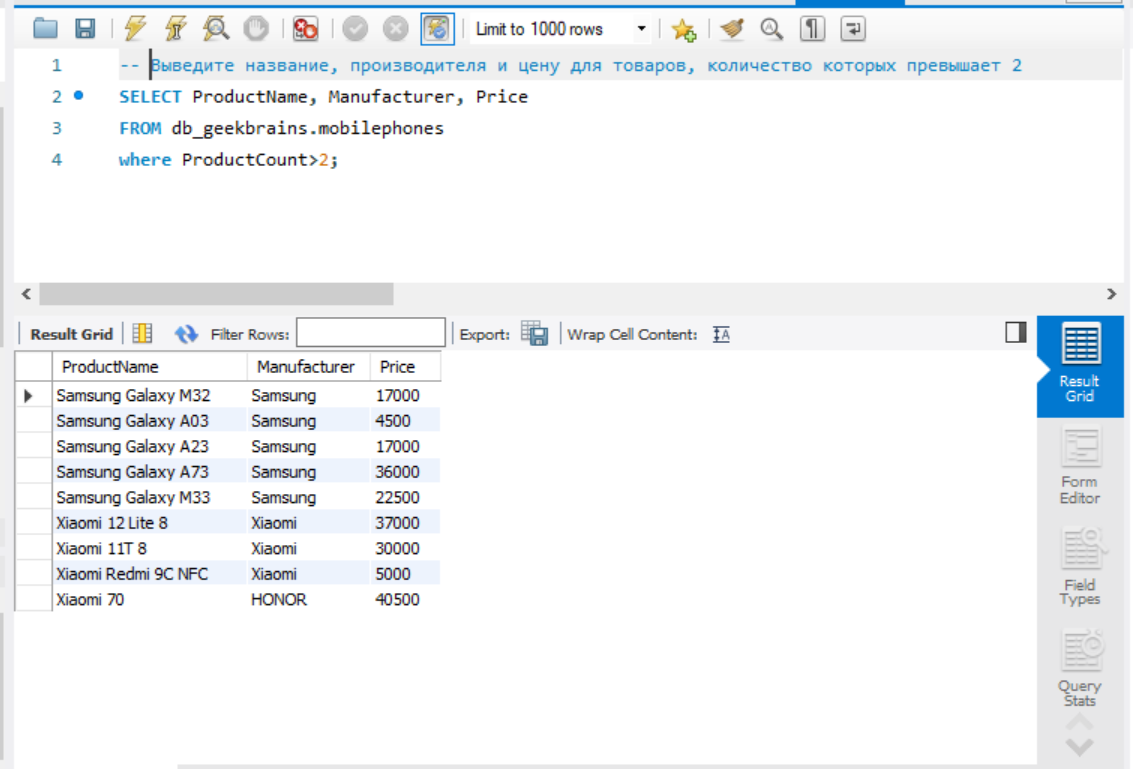 Limit to 1000 rows
1 -- Выведите название, производителя и цену для товаров, количество которых превышает 2
2 SELECT ProductName, Manufacturer, Price
3 FROM db_geekbrains.mobilephones
4 where ProductCount>2;
Result Grid Filter Rows: Export: Wrap Cell Content:
ProductName Manufacturer Price
Samsung Galaxy M32 Samsung 17000
Samsung Galaxy A03 Samsung 4500
Samsung Galaxy A23 Samsung 17000
Samsung Galaxy A73 Samsung 36000
Samsung Galaxy M33 Samsung 22500
Xiaomi 12 Lite 8 Xiaomi 37000
Xiaomi 11T 8 Xiaomi 30000
Xiaomi Redmi 9C NFC Xiaomi 5000
Xiaomi 70 HONOR 40500
Result
Grid
Form
Editor
Field
Types
Query
Stats